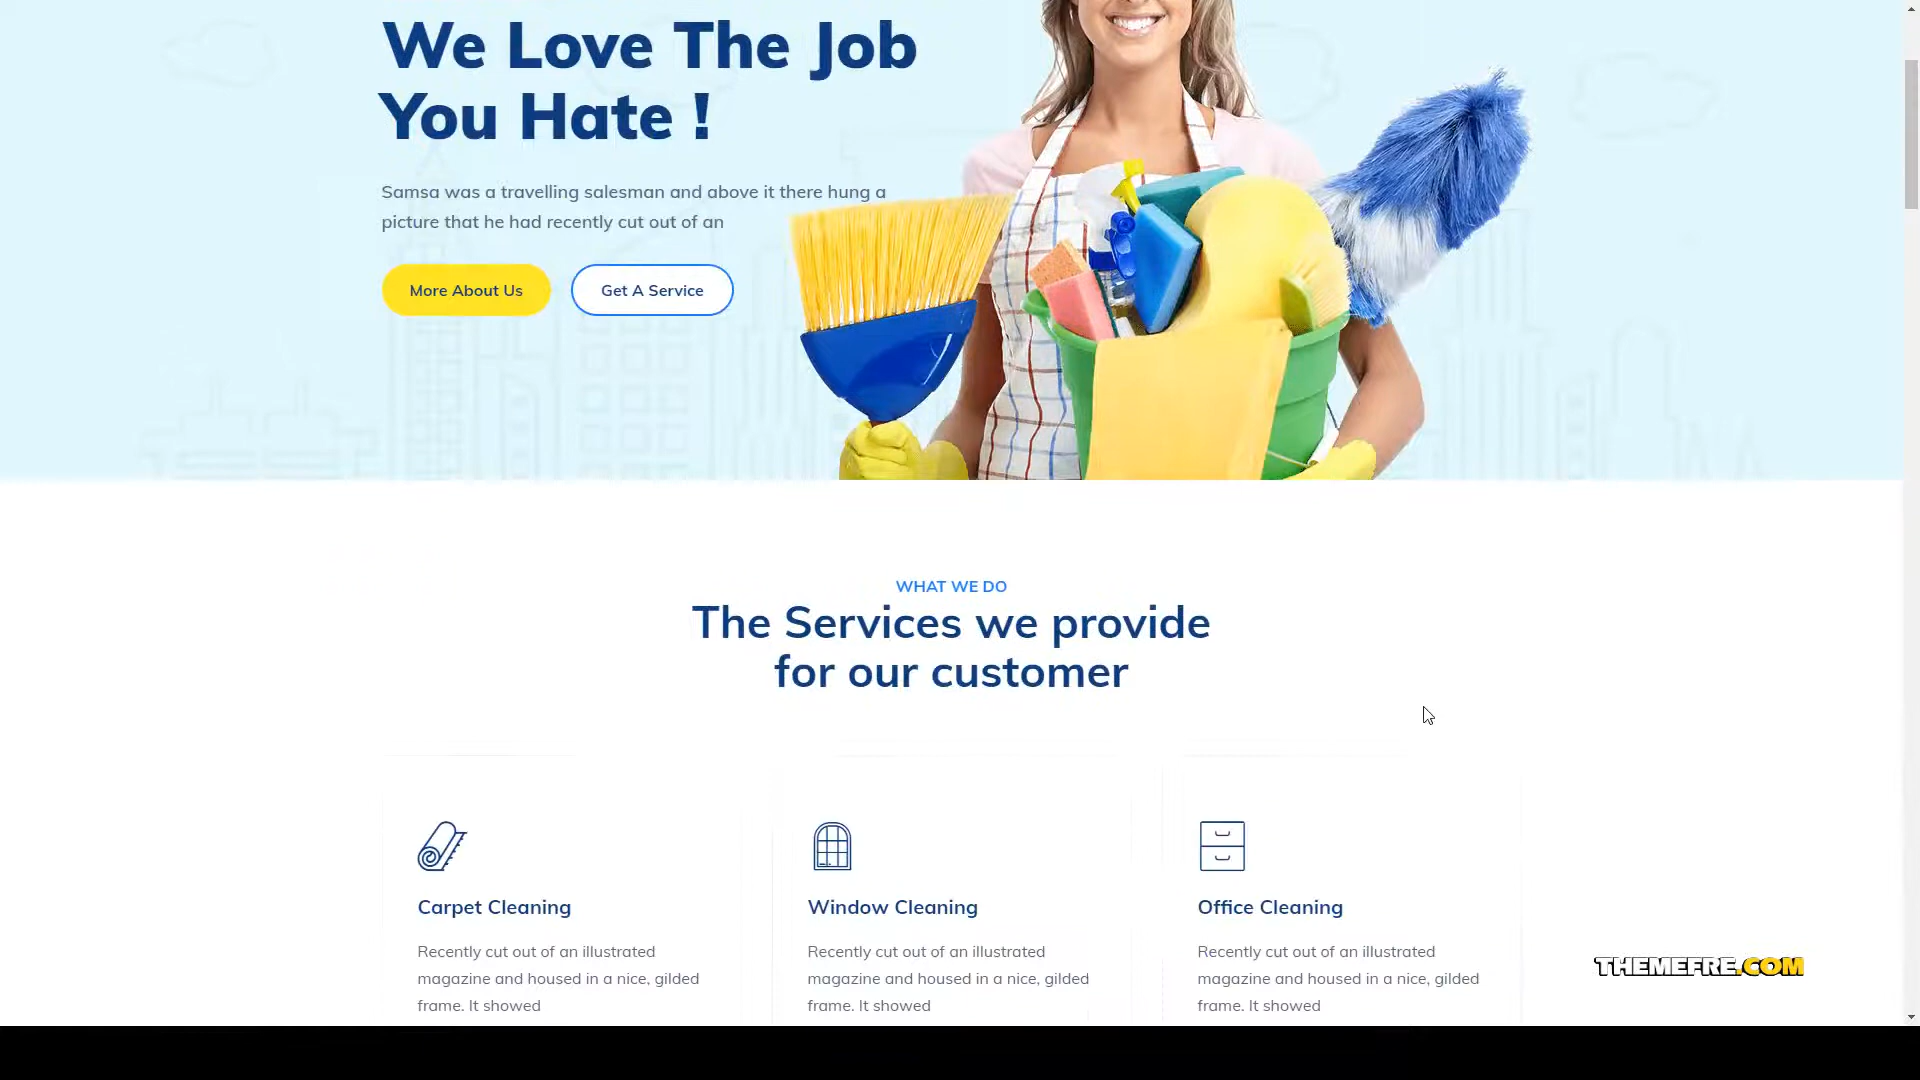 We Love The Job
You Hate !
Samsa was a travelling salesman and above it there hung a
picture that he had recently cut out of an
More About Us
Get A Service
WHAT WE DO
The Services we provide
for our customer
Carpet Cleaning
Recently cut out of an illustrated
magazine and housed in a nice, gilded
frame. It showed
Window Cleaning
Recently cut out of an illustrated
magazine and housed in a nice, gilded
frame. It showed
Office Cleaning
Recently cut out of an illustrated
magazine and housed in a nice, gilded
frame. It showed
THEMEFRE.COM